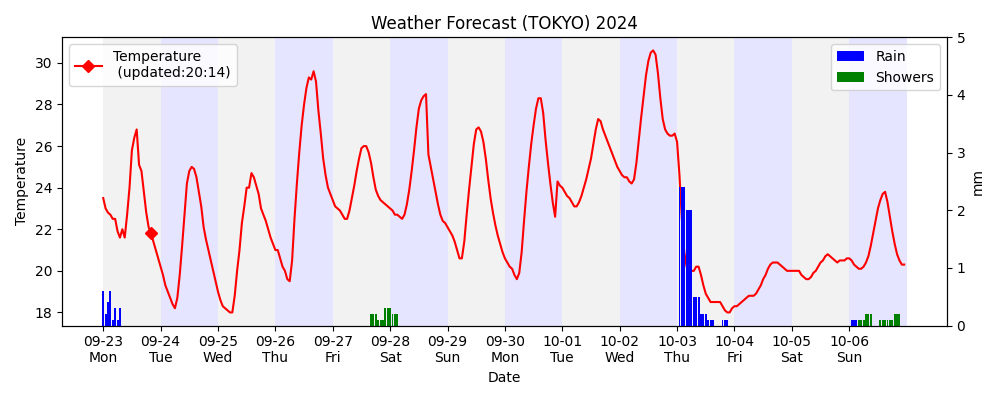 Weather Forecast (TOKYO) 2024
Temperature
(updated:20:14)
Rain
Showers
Temperature
30
28
26
24
22
20
18
5
4
3
2
1
0
mm
09-23 09-24 09-25 09-26 09-27 09-28 09-29 09-30 10-01 10-02 10-03 10-04 10-05 10-06
Mon Tue Wed Thu Fri Sat Sun Mon Tue Wed Thu Fri Sat Sun
Date